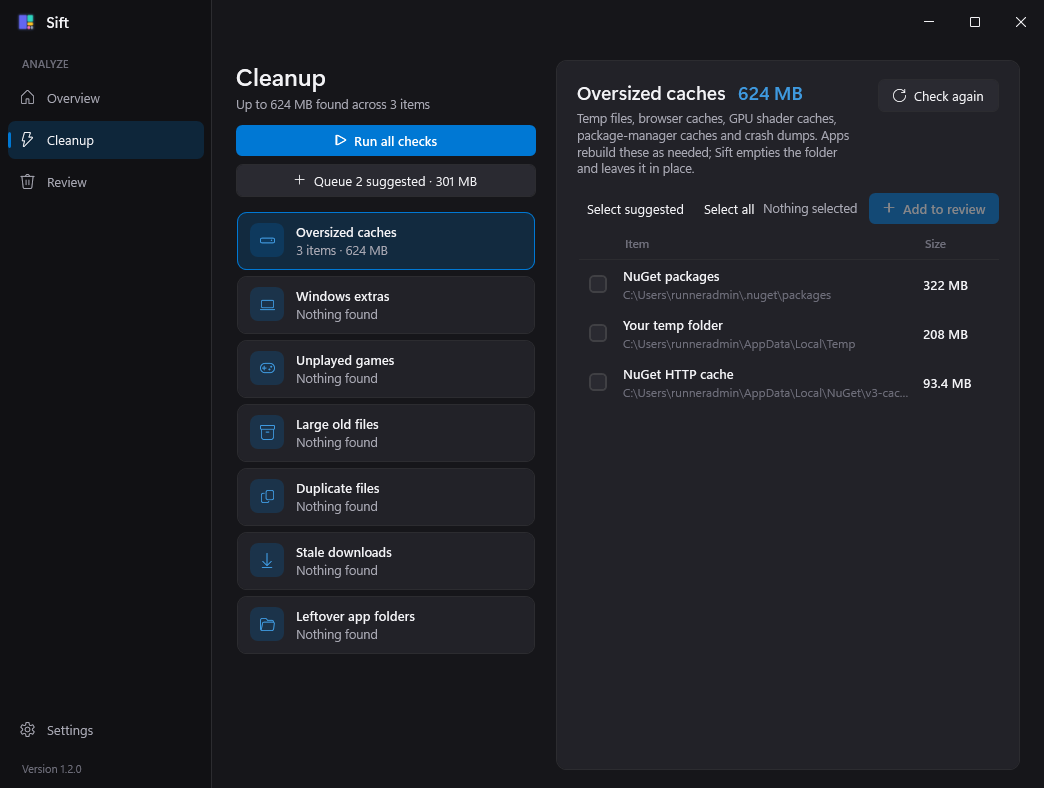 Sift
ANALYZE
Overview
Cleanup
Review
Settings
Version 1.2.0
Cleanup
Up to 624 MB found across 3 items
Run all checks
Queue 2 suggested · 301 MB
Oversized caches
3 items · 624 MB
Windows extras
Nothing found
Unplayed games
Nothing found
Large old files
Nothing found
Duplicate files
Nothing found
Stale downloads
Nothing found
Leftover app folders
Nothing found
Oversized caches 624 MB
Check again
Temp files, browser caches, GPU shader caches,
package-manager caches and crash dumps. Apps
rebuild these as needed; Sift empties the folder
and leaves it in place.
Select suggested Select all Nothing selected Add to review
Item Size
NuGet packages
C:\Users\runneradmin\.nuget\packages
322 MB
Your temp folder
C:\Users\runneradmin\AppData\Local\Temp
208 MB
NuGet HTTP cache
C:\Users\runneradmin\AppData\Local\NuGet\v3-cac...
93.4 MB